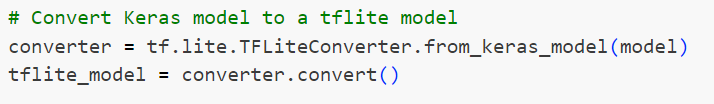 # Convert Keras model to a tflite model
converter = tf.lite.TFLiteConverter.from_keras_model(model)
tflite_model = converter.convert()